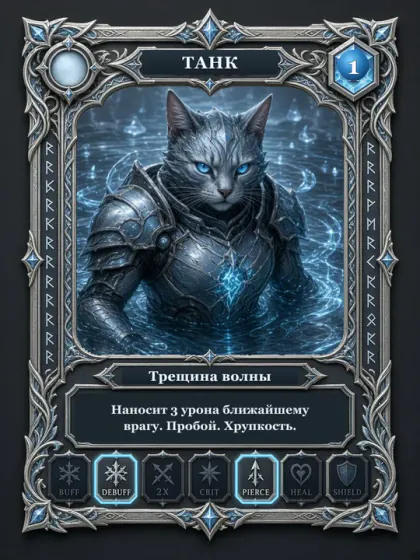 ТАНК
1
Трещина волны
Наносит 3 урона ближайшему
врагу. Пробой. Хрупкость.
BUFF DEBUFF 2X CRIT PIERCE HEAL SHIELD